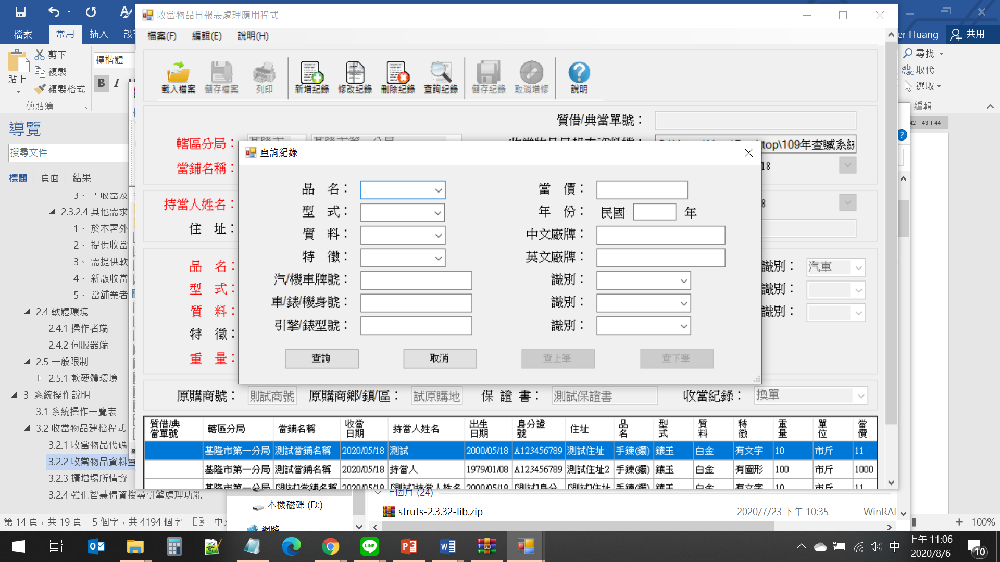 收當物品日報表處理應用程式
檔案(F) 編輯(E) 說明(H)
載入檔案 儲存檔案 列印 新增紀錄 修改紀錄 刪除紀錄 查詢紀錄 儲存紀錄 取消增修 說明
質借/典當單號：
轄區分局：
top\109年查贓系統
當鋪名稱： 18
持當人姓名： 8
住 址：
品 名： 識別： 汽車
型 式： 識別：
質 料： 識別：
特 徵：
重 量：
查詢紀錄
品 名： 當 價：
型 式： 年 份： 民國 年
質 料： 中文廠牌：
特 徵： 英文廠牌：
汽/機車牌號： 識別：
車/錶/機身號： 識別：
引擎/錶型號： 識別：
查詢 取消 查上筆 查下筆
原購商號： 測試商號 原購商鄉/鎮/區： 試原購地 保 證 書： 測試保證書 收當紀錄： 換單
質借/典當單號 轄區分局 當鋪名稱 收當日期 持當人姓名 出生日期 身分證號 住址 品名 型式 質料 特徵 重量 單位 當價
基隆市第一分局 測試當鋪名稱 2020/05/18 測試 2000/05/18 A123456789 測試住址 手鍊(鐲) 鑲玉 白金 有文字 10 市斤 11
基隆市第一分局 測試當鋪名稱 2020/05/18 持當人 1979/01/08 A123456789 測試住址2 手鍊(鐲) 鑲玉 白金 有圖形 100 市斤 1000
基隆市第一分局 [測試]當鋪名稱 2020/05/18 [測試]持當人姓名 2000/05/18 [測試]身分 [測試]住址 手鍊(鐲) 鑲玉 白金 有文字 10 市斤 11
檔案 常用 插入 設
er Huang 共用
貼上 剪下 複製 複製格式
剪貼簿
標楷體
B I
尋找
取代
選取
編輯
42 | 43 | 44 |
導覽
搜尋文件
標題 頁面 結果
3、「收當及
2.3.2.4 其他需求
1、 於本署外
2、 提供收當
3、 需提供軟
4、 新版收當
5、 當舖業者
2.4 軟體環境
2.4.1 操作者端
2.4.2 伺服器端
2.5 一般限制
2.5.1 軟硬體環境
3 系統操作說明
3.1 系統操作一覽表
3.2 收當物品建檔程式
3.2.1 收當物品代碼
3.2.2 收當物品資料查
3.2.3 擴增場所情資
3.2.4 強化智慧情資搜尋引擎處理功能
上個月 (24)
本機磁碟 (D:)
struts-2.3.32-lib.zip 2020/7/23 下午 10:35 WinRAR
網路
第 14 頁，共 19 頁 5 個字，共 4194 個字 中文 100%
中 上午 11:06
2020/8/6
10